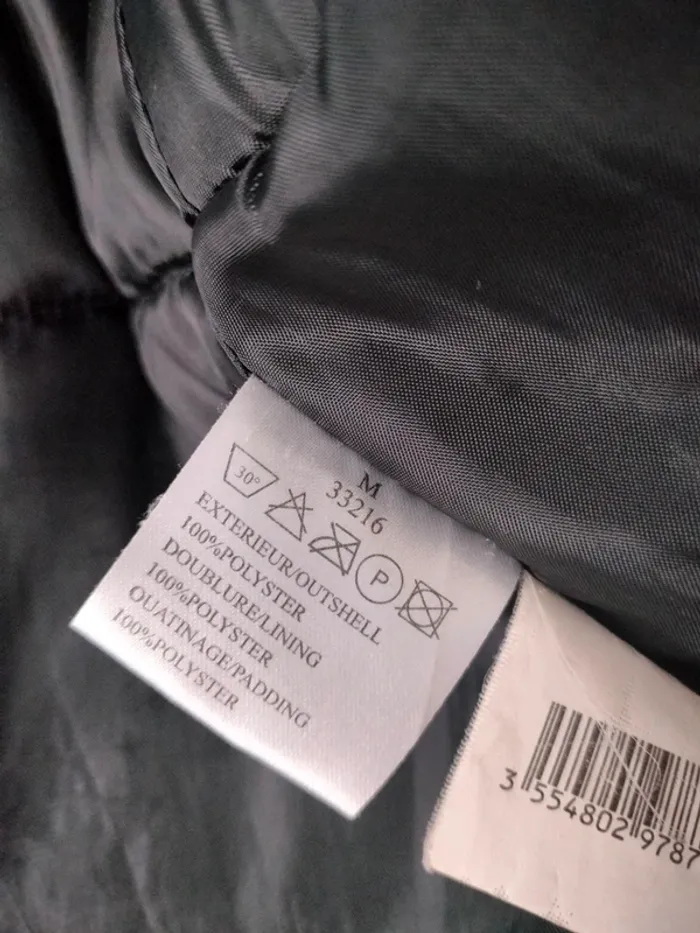 M
33216
30°
P
EXTERIEUR/OUTSHELL
100%POLYSTER
DOUBLURE/LINING
100%POLYSTER
OUATINAGE/PADDING
100%POLYSTER
3 554802 9787